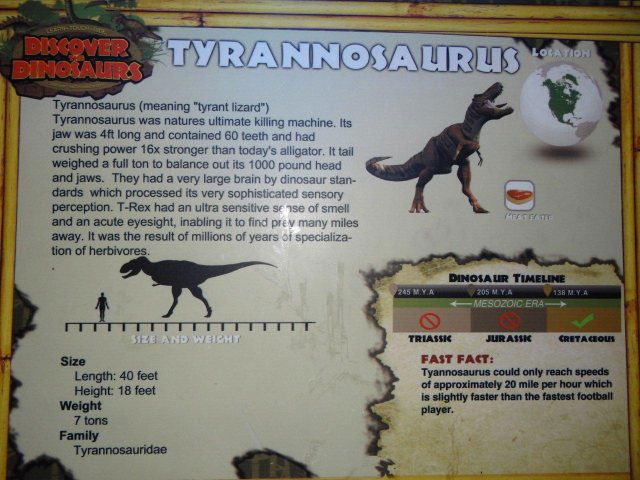 LEARN·TOUCH·SEE
DISCOVER
THE
DINOSAURS
TYRANNOSAURUS
LOCATION
Tyrannosaurus (meaning "tyrant lizard")
Tyrannosaurus was natures ultimate killing machine. Its
jaw was 4ft long and contained 60 teeth and had
crushing power 16x stronger than today's alligator. It tail
weighed a full ton to balance out its 1000 pound head
and jaws. They had a very large brain by dinosaur stan-
dards which processed its very sophisticated sensory
perception. T-Rex had an ultra sensitive sense of smell
and an acute eyesight, inabling it to find prey many miles
away. It was the result of millions of years of specializa-
tion of herbivores.
MEAT EATER
SIZE AND WEIGHT
Size
Length: 40 feet
Height: 18 feet
Weight
7 tons
Family
Tyrannosauridae
DINOSAUR TIMELINE
245 M.Y.A 205 M.Y.A 138 M.Y.A
MESOZOIC ERA
TRIASSIC JURASSIC CRETACEOUS
FAST FACT:
Tyannosaurus could only reach speeds
of approximately 20 mile per hour which
is slightly faster than the fastest football
player.